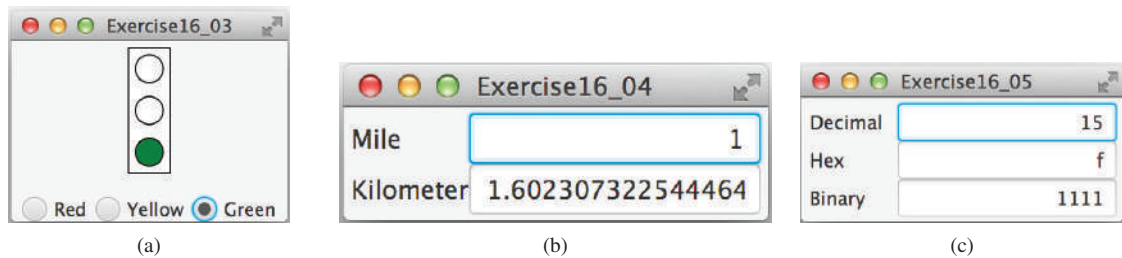 Exercise16_03
Red Yellow Green
(a)
Exercise16_04
Mile 1
Kilometer 1.602307322544464
(b)
Exercise16_05
Decimal 15
Hex f
Binary 1111
(c)